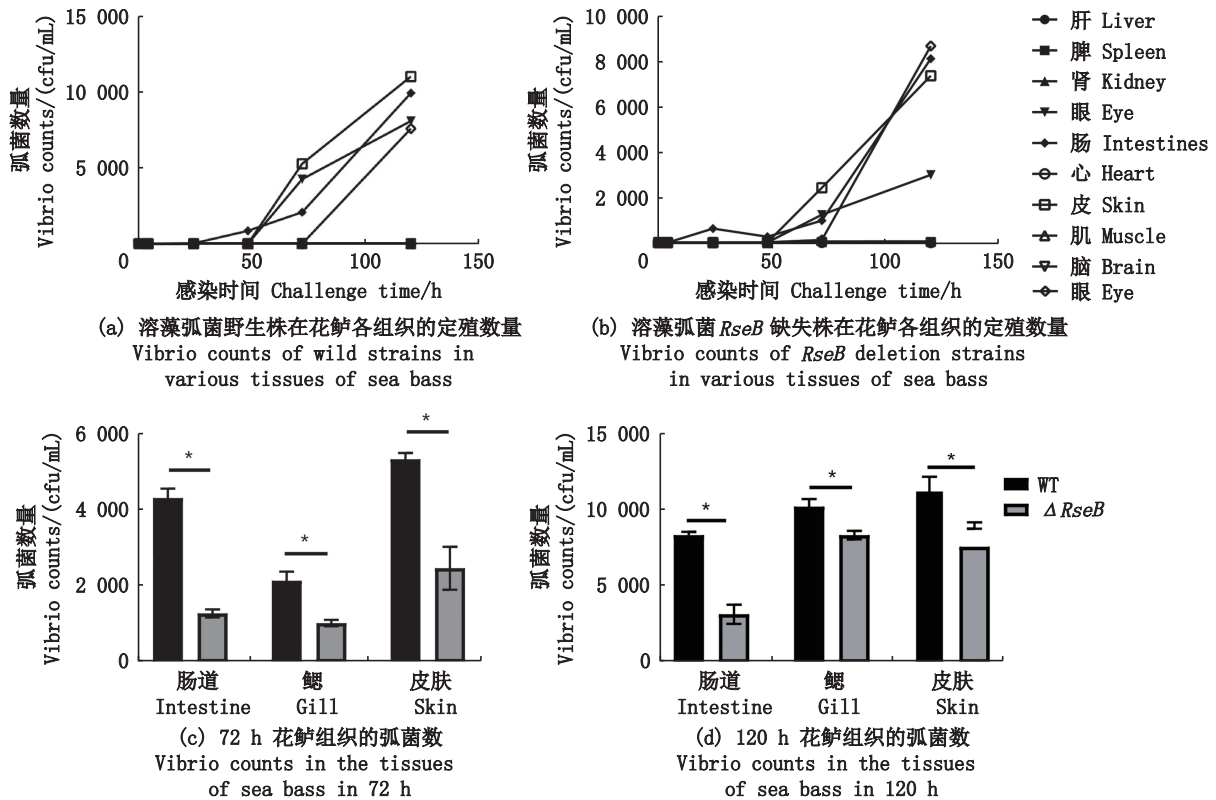 15 000
10 000
5 000
0
50
100
150
弧菌数量
Vibrio counts/(cfu/mL)
感染时间 Challenge time/h
(a) 溶藻弧菌野生株在花鲈各组织的定殖数量
Vibrio counts of wild strains in
various tissues of sea bass
10 000
8 000
6 000
4 000
2 000
0
50
100
150
弧菌数量
Vibrio counts/(cfu/mL)
感染时间 Challenge time/h
(b) 溶藻弧菌RseB缺失株在花鲈各组织的定殖数量
Vibrio counts of RseB deletion strains
in various tissues of sea bass
肝 Liver
脾 Spleen
肾 Kidney
眼 Eye
肠 Intestines
心 Heart
皮 Skin
肌 Muscle
脑 Brain
眼 Eye
6 000
4 000
2 000
0
弧菌数量
Vibrio counts/(cfu/mL)
*
*
*
肠道 鳃 皮肤
Intestine Gill Skin
(c) 72 h 花鲈组织的弧菌数
Vibrio counts in the tissues
of sea bass in 72 h
15 000
10 000
5 000
0
弧菌数量
Vibrio counts/(cfu/mL)
*
*
*
肠道 鳃 皮肤
Intestine Gill Skin
(d) 120 h 花鲈组织的弧菌数
Vibrio counts in the tissues
of sea bass in 120 h
WT
ΔRseB